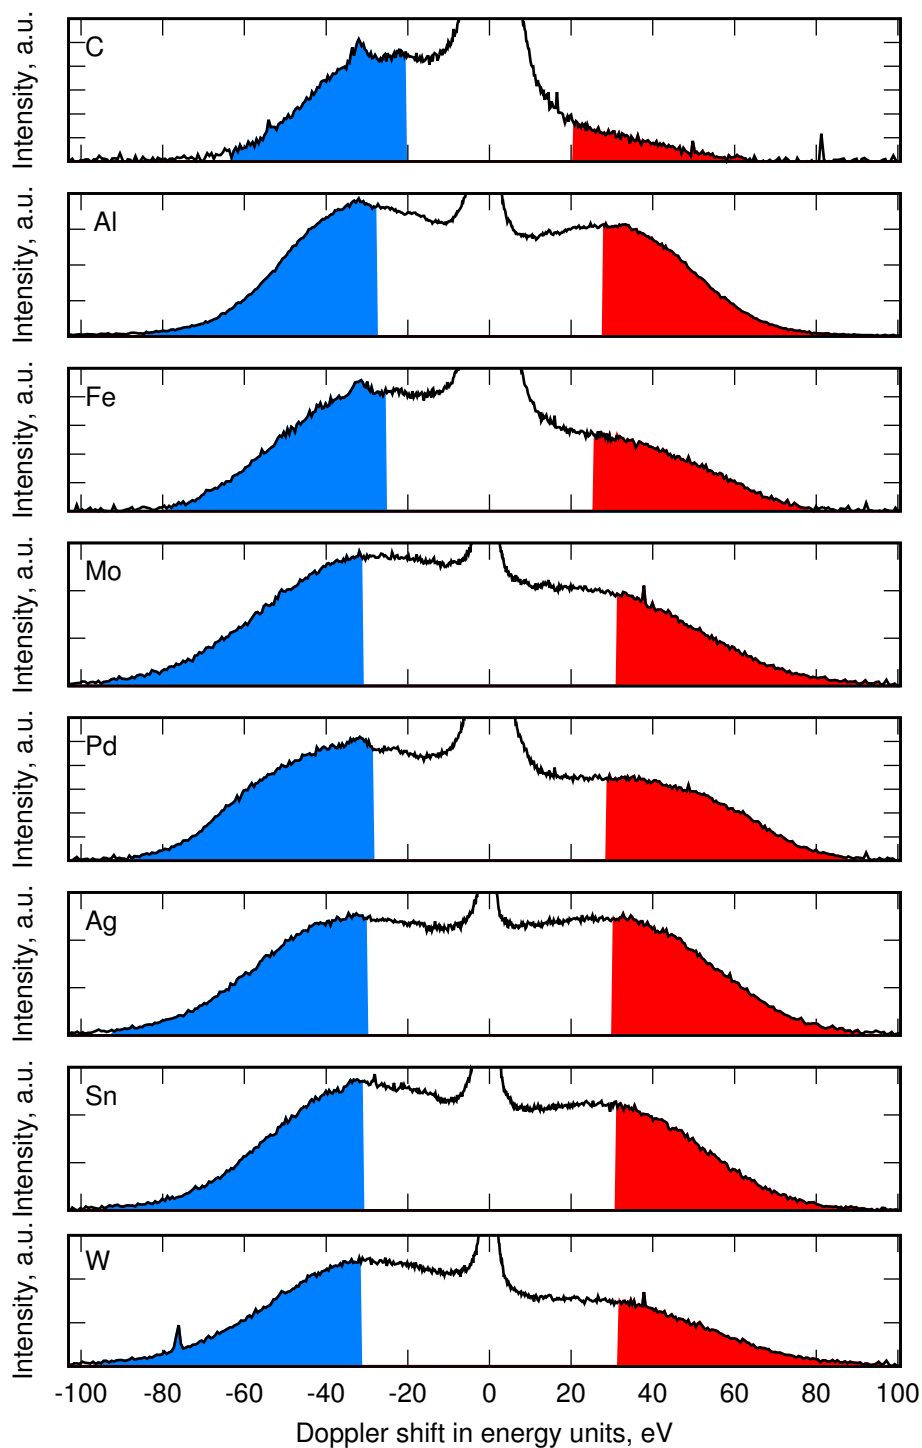 C
Intensity, a.u.
Al
Intensity, a.u.
Fe
Intensity, a.u.
Mo
Intensity, a.u.
Pd
Intensity, a.u.
Ag
Intensity, a.u.
Sn
Intensity, a.u.
W
Intensity, a.u.
-100 -80 -60 -40 -20 0 20 40 60 80 100
Doppler shift in energy units, eV